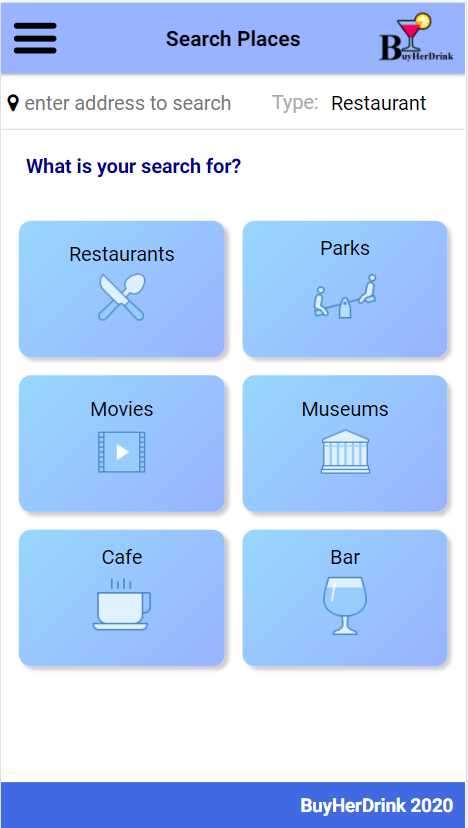 Search Places
BuyHerDrink
enter address to search
Type: Restaurant
What is your search for?
Restaurants
Parks
Movies
Museums
Cafe
Bar
BuyHerDrink 2020